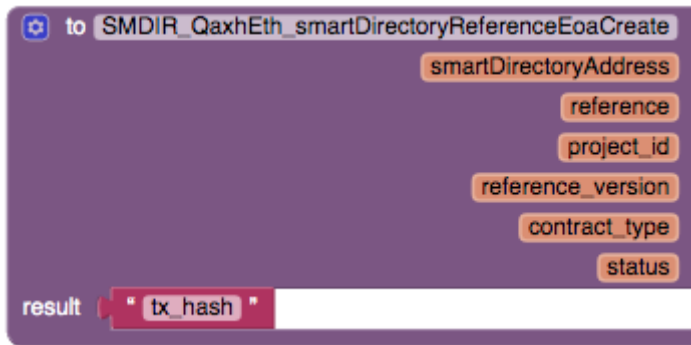 to SMDIR_QaxhEth_smartDirectoryReferenceEoaCreate
smartDirectoryAddress
reference
project_id
reference_version
contract_type
status
result " tx_hash "